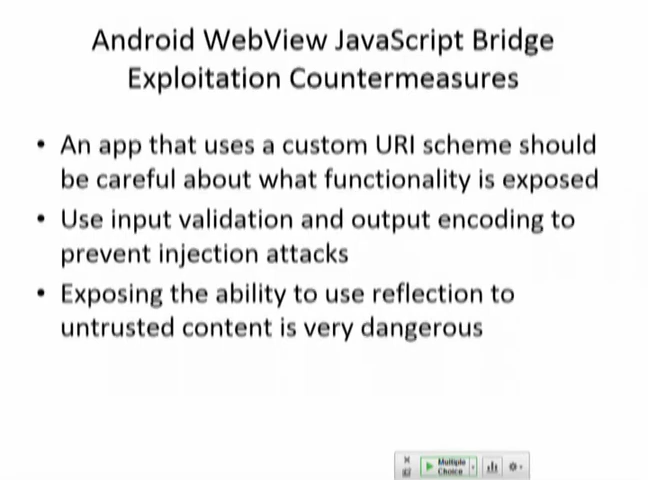 Android WebView JavaScript Bridge
Exploitation Countermeasures
• An app that uses a custom URI scheme should
be careful about what functionality is exposed
• Use input validation and output encoding to
prevent injection attacks
• Exposing the ability to use reflection to
untrusted content is very dangerous
Multiple
Choice